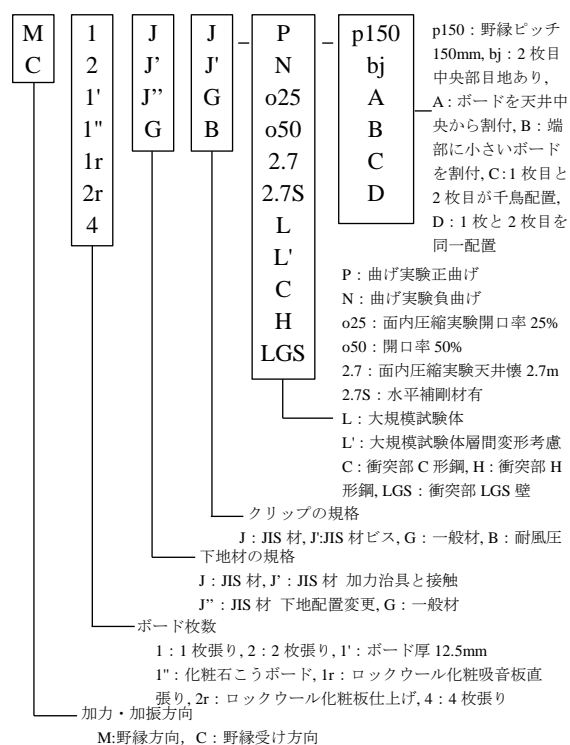 M 1 J J – P – p150
C 2 J' J' N bj
1' J'' G o25 A
1" G B o50 B
1r 2.7 C
2r 2.7S D
4 L
L'
C
H
LGS
p150：野縁ピッチ
150mm, bj：2 枚目
中央部目地あり,
A：ボードを天井中
央から割付, B：端
部に小さいボード
を割付, C：1 枚目と
2 枚目が千鳥配置,
D：1 枚と 2 枚目を
同一配置
P：曲げ実験正曲げ
N：曲げ実験負曲げ
o25：面内圧縮実験開口率 25%
o50：開口率 50%
2.7：面内圧縮実験天井懐 2.7m
2.7S：水平補剛材有
L：大規模試験体
L'：大規模試験体層間変形考慮
C：衝突部 C 形鋼, H：衝突部 H
形鋼, LGS：衝突部 LGS 壁
クリップの規格
J：JIS 材, J':JIS 材ビス, G：一般材, B：耐風圧
下地材の規格
J：JIS 材, J'：JIS 材 加力治具と接触
J''：JIS 材 下地配置変更, G：一般材
ボード枚数
1：1 枚張り, 2：2 枚張り, 1'：ボード厚 12.5mm
1"：化粧石こうボード, 1r：ロックウール化粧吸音板直
張り, 2r：ロックウール化粧板仕上げ, 4：4 枚張り
加力・加振方向
M:野縁方向，C：野縁受け方向